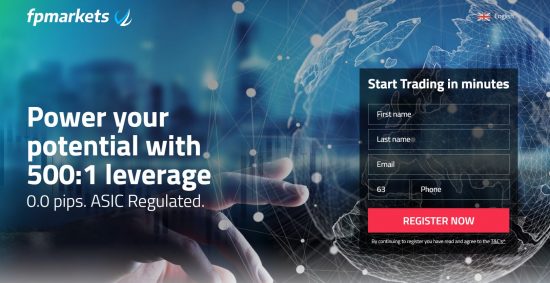 fpmarkets
English
Power your
potential with
500:1 leverage
0.0 pips. ASIC Regulated.
Start Trading in minutes
First name
Last name
Email
63 Phone
REGISTER NOW
By continuing to register you have read and agree to the T&C's*